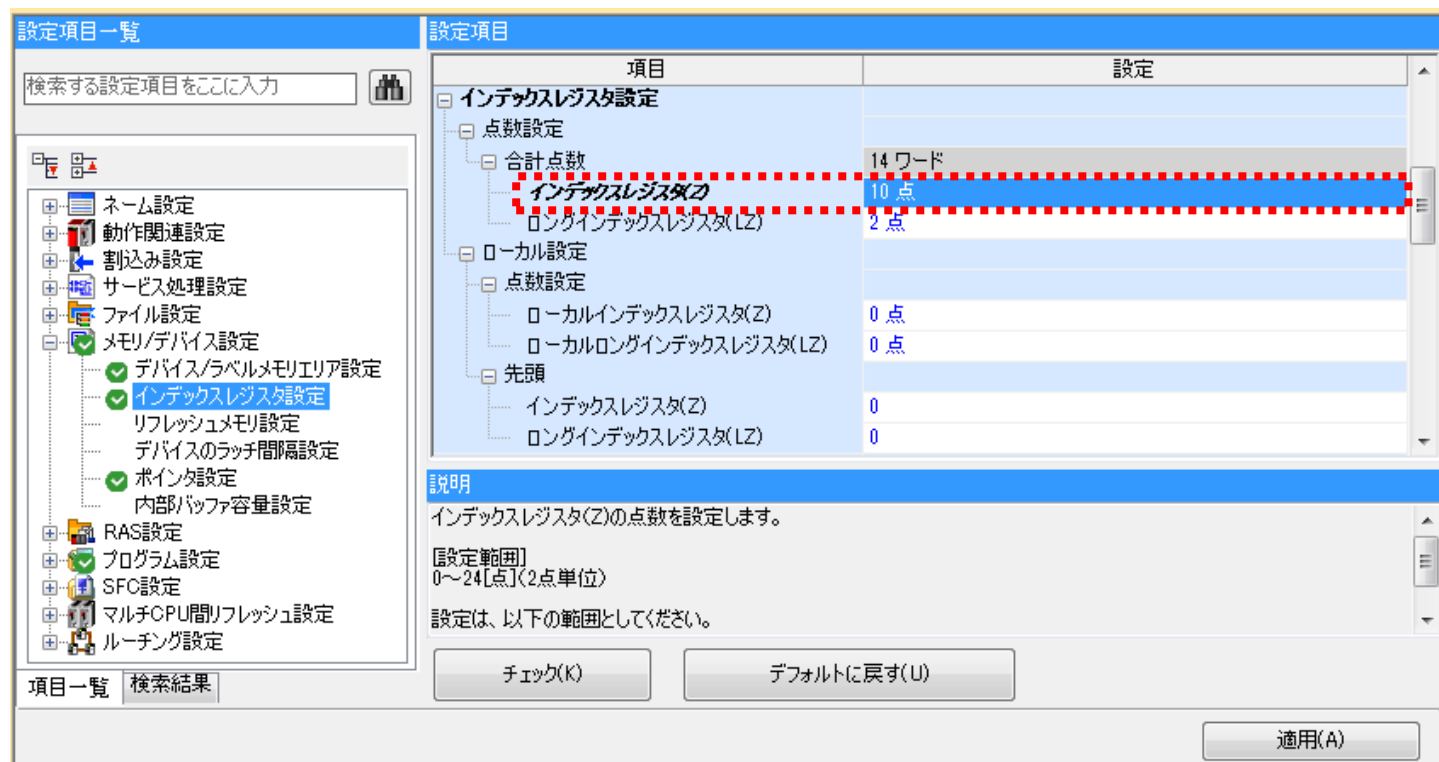 設定項目一覧
検索する設定項目をここに入力
ネーム設定
動作関連設定
割込み設定
サービス処理設定
ファイル設定
メモリ/デバイス設定
デバイス/ラベルメモリエリア設定
インデックスレジスタ設定
リフレッシュメモリ設定
デバイスのラッチ間隔設定
ポインタ設定
内部バッファ容量設定
RAS設定
プログラム設定
SFC設定
マルチCPU間リフレッシュ設定
ルーチング設定
項目一覧 検索結果
設定項目
項目 設定
インデックスレジスタ設定
点数設定
合計点数 14 ワード
インデックスレジスタ(Z) 10 点
ロングインデックスレジスタ(LZ) 2 点
ローカル設定
点数設定
ローカルインデックスレジスタ(Z) 0 点
ローカルロングインデックスレジスタ(LZ) 0 点
先頭
インデックスレジスタ(Z) 0
ロングインデックスレジスタ(LZ) 0
説明
インデックスレジスタ(Z)の点数を設定します。
[設定範囲]
0～24[点](2点単位)
設定は、以下の範囲としてください。
チェック(K) デフォルトに戻す(U)
適用(A)